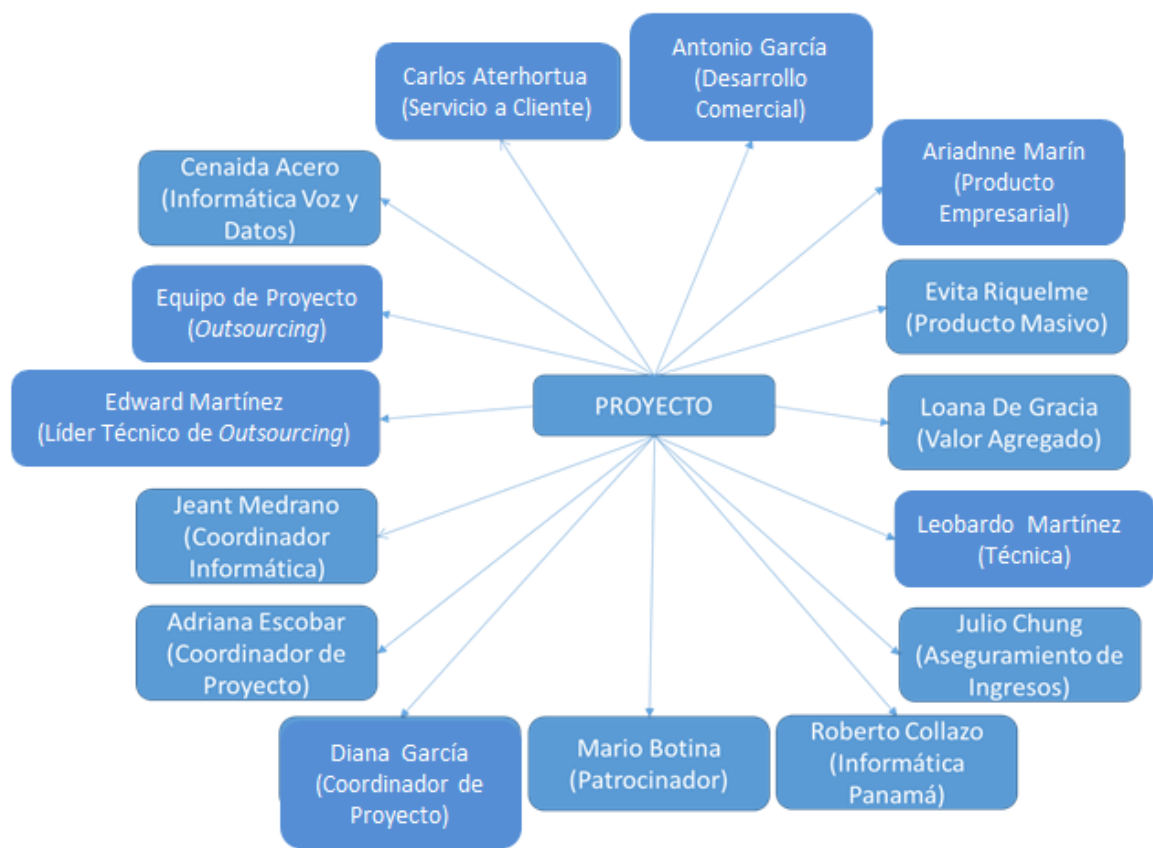 Antonio García
(Desarrollo
Comercial)
Carlos Aterhortua
(Servicio a Cliente)
Ariadnne Marín
(Producto
Empresarial)
Cenaida Acero
(Informática Voz y
Datos)
Equipo de Proyecto
(Outsourcing)
Evita Riquelme
(Producto Masivo)
Edward Martínez
(Líder Técnico de Outsourcing)
PROYECTO
Loana De Gracia
(Valor Agregado)
Jeant Medrano
(Coordinador
Informática)
Leobardo Martínez
(Técnica)
Adriana Escobar
(Coordinador de
Proyecto)
Julio Chung
(Aseguramiento de
Ingresos)
Diana García
(Coordinador de
Proyecto)
Mario Botina
(Patrocinador)
Roberto Collazo
(Informática
Panamá)